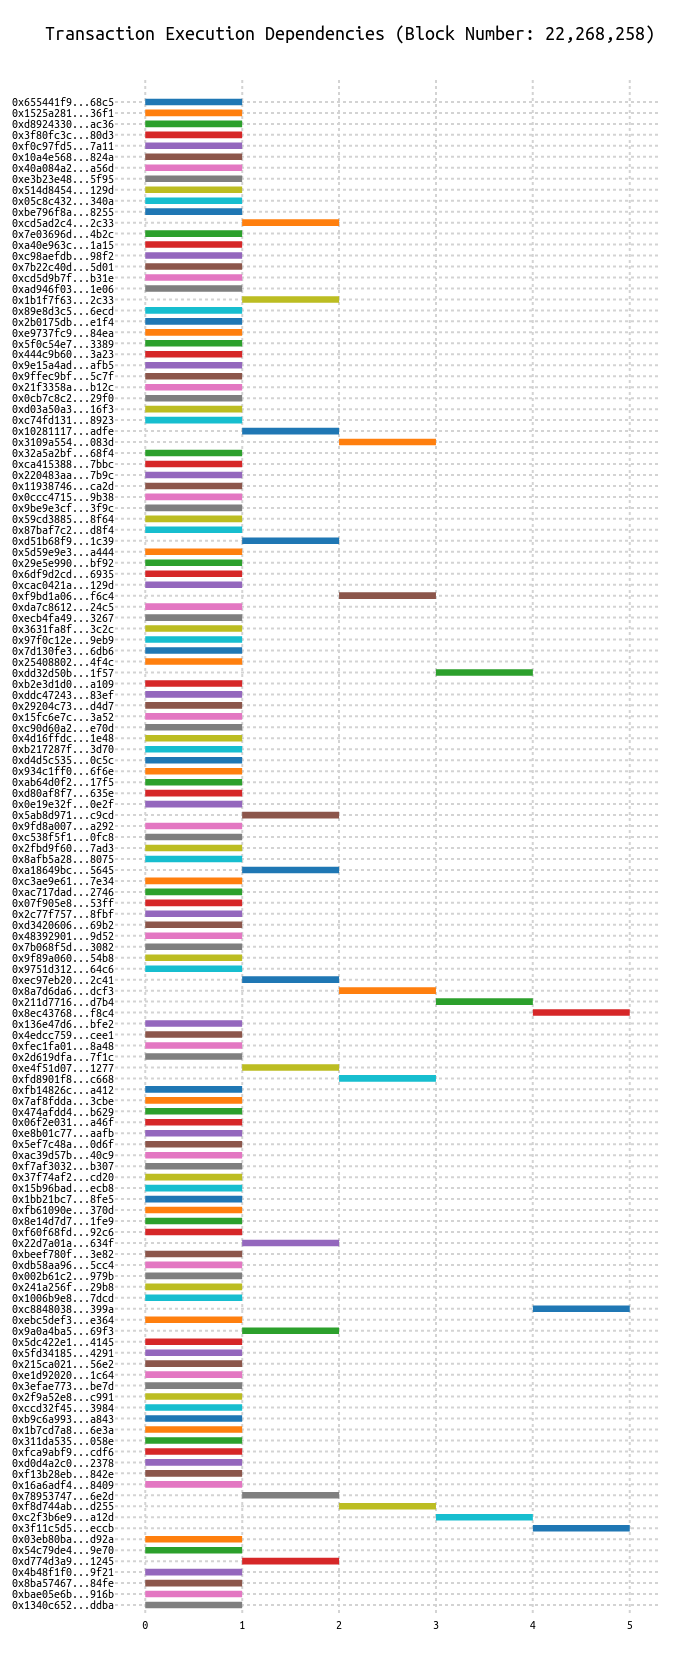 Transaction Execution Dependencies (Block Number: 22,268,258)
0x655441f9...68c5
0x1525a281...36f1
0xd8924330...ac36
0x3f80fc3c...80d3
0xf0c97fd5...7a11
0x10a4e568...824a
0x40a084a2...a56d
0xe3b23e48...5f95
0x514d8454...129d
0x05c8c432...340a
0xbe796f8a...8255
0xcd5ad2c4...2c33
0x7e03696d...4b2c
0xa40e963c...1a15
0xc98aefdb...98f2
0x7b22c40d...5d01
0xcd5d9b7f...b31e
0xad946f03...1e06
0x1b1f7f63...2c33
0x89e8d3c5...6ecd
0x2b0175db...e1f4
0xe9737fc9...84ea
0x5f0c54e7...3389
0x444c9b60...3a23
0x9e15a4ad...afb5
0x9ffec9bf...5c7f
0x21f3358a...b12c
0x0cb7c8c2...29f0
0xd03a50a3...16f3
0xc74fd131...8923
0x10281117...adfe
0x3109a554...083d
0x32a5a2bf...68f4
0xca415388...7bbc
0x220483aa...7b9c
0x11938746...ca2d
0x0ccc4715...9b38
0x9be9e3cf...3f9c
0x59cd3885...8f64
0x87baf7c2...d8f4
0xd51b68f9...1c39
0x5d59e9e3...a444
0x29e5e990...bf92
0x6df9d2cd...6935
0xcac0421a...129d
0xf9bd1a06...f6c4
0xda7c8612...24c5
0xecb4fa49...3267
0x3631fa8f...3c2c
0x97f0c12e...9eb9
0x7d130fe3...6db6
0x25408802...4f4c
0xdd32d50b...1f57
0xb2e3d1d0...a109
0xddc47243...83ef
0x29204c73...d4d7
0x15fc6e7c...3a52
0xc90d60a2...e70d
0x4d16ffdc...1e48
0xb217287f...3d70
0xd4d5c535...0c5c
0x934c1ff0...6f6e
0xab64d0f2...17f5
0xd80af8f7...635e
0x0e19e32f...0e2f
0x5ab8d971...c9cd
0x9fd8a007...a292
0xc538f5f1...0fc8
0x2fbd9f60...7ad3
0x8afb5a28...8075
0xa18649bc...5645
0xc3ae9e61...7e34
0xac717dad...2746
0x07f905e8...53ff
0x2c77f757...8fbf
0xd3420606...69b2
0x48392901...9d52
0x7b068f5d...3082
0x9f89a060...54b8
0x9751d312...64c6
0xec97eb20...2c41
0x8a7d6da6...dcf3
0x211d7716...d7b4
0x8ec43768...f8c4
0x136e47d6...bfe2
0x4edcc759...cee1
0xfec1fa01...8a48
0x2d619dfa...7f1c
0xe4f51d07...1277
0xfd8901f8...c668
0xfb14826c...a412
0x7af8fdda...3cbe
0x474afdd4...b629
0x06f2e031...a46f
0xe8b01c77...aafb
0x5ef7c48a...0d6f
0xac39d57b...40c9
0xf7af3032...b307
0x37f74af2...cd20
0x15b96bad...ecb8
0x1bb21bc7...8fe5
0xfb61090e...370d
0x8e14d7d7...1fe9
0xf60f68fd...92c6
0x22d7a01a...634f
0xbeef780f...3e82
0xdb58aa96...5cc4
0x002b61c2...979b
0x241a256f...29b8
0x1006b9e8...7dcd
0xc8848038...399a
0xebc5def3...e364
0x9a0a4ba5...69f3
0x5dc422e1...4145
0x5fd34185...4291
0x215ca021...56e2
0xe1d92020...1c64
0x3efae773...be7d
0x2f9a52e8...c991
0xccd32f45...3984
0xb9c6a993...a843
0x1b7cd7a8...6e3a
0x311da535...058e
0xfca9abf9...cdf6
0xd0d4a2c0...2378
0xf13b28eb...842e
0x16a6adf4...8409
0x78953747...6e2d
0xf8d744ab...d255
0xc2f3b6e9...a12d
0x3f11c5d5...eccb
0x03eb80ba...d92a
0x54c79de4...9e70
0xd774d3a9...1245
0x4b48f1f0...9f21
0x8ba57467...84fe
0xbae05e6b...916b
0x1340c652...ddba
0 1 2 3 4 5